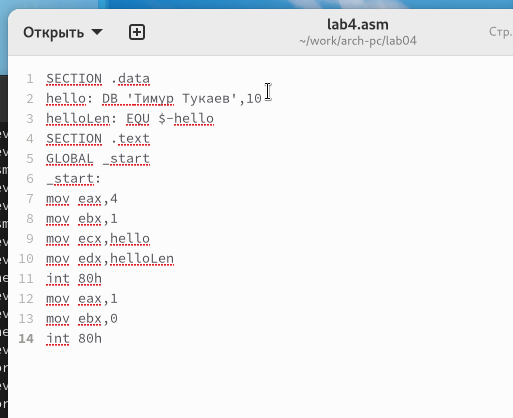 Открыть
lab4.asm
~/work/arch-pc/lab04
Стр.
1 SECTION .data
2 hello: DB 'Тимур Тукаев',10
3 helloLen: EQU $-hello
4 SECTION .text
5 GLOBAL _start
6 _start:
7 mov eax,4
8 mov ebx,1
9 mov ecx,hello
10 mov edx,helloLen
11 int 80h
12 mov eax,1
13 mov ebx,0
14 int 80h